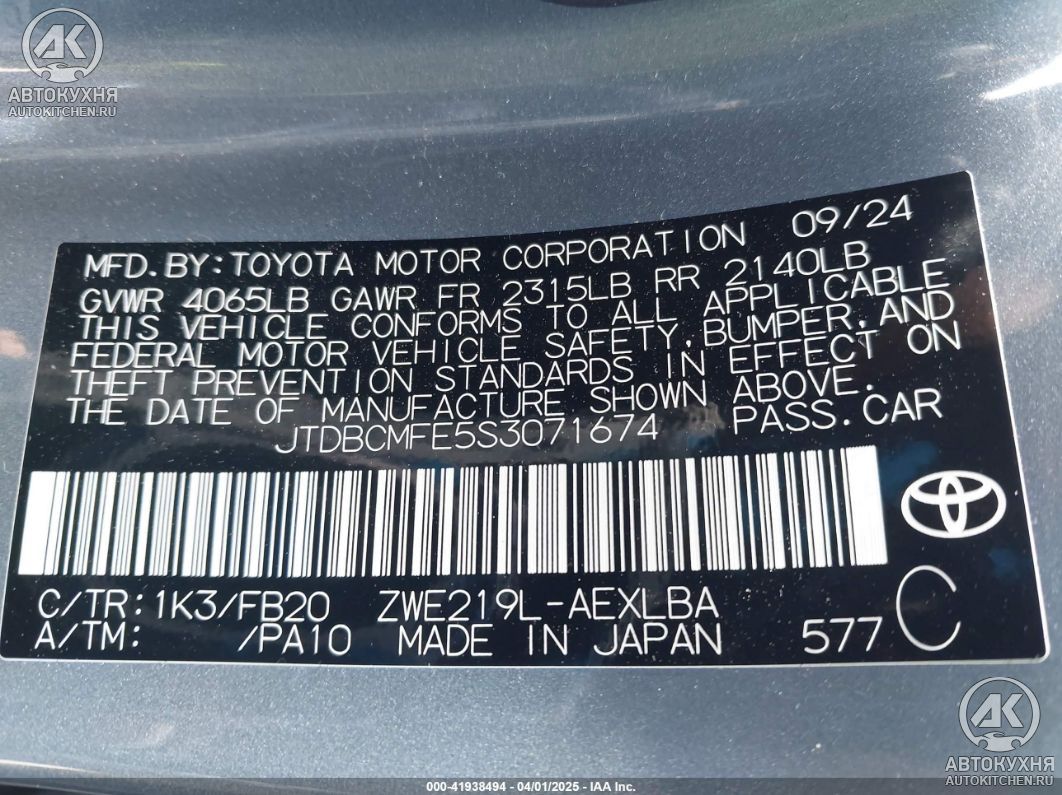 АК
АВТОКУХНЯ
AUTOKITCHEN.RU
09/24
MFD.BY:TOYOTA MOTOR CORPORATION
GVWR 4065LB GAWR FR 2315LB RR 2140LB
THIS VEHICLE CONFORMS TO ALL APPLICABLE
FEDERAL MOTOR VEHICLE SAFETY,BUMPER,AND
THEFT PREVENTION STANDARDS IN EFFECT ON
THE DATE OF MANUFACTURE SHOWN ABOVE.
JTDBCMFE5S3071674 PASS.CAR
C/TR:1K3/FB20 ZWE219L-AEXLBA C
A/TM: /PA10 MADE IN JAPAN 577
АК
АВТОКУХНЯ
AUTOKITCHEN.RU
000-41938494 - 04/01/2025 - IAA Inc.